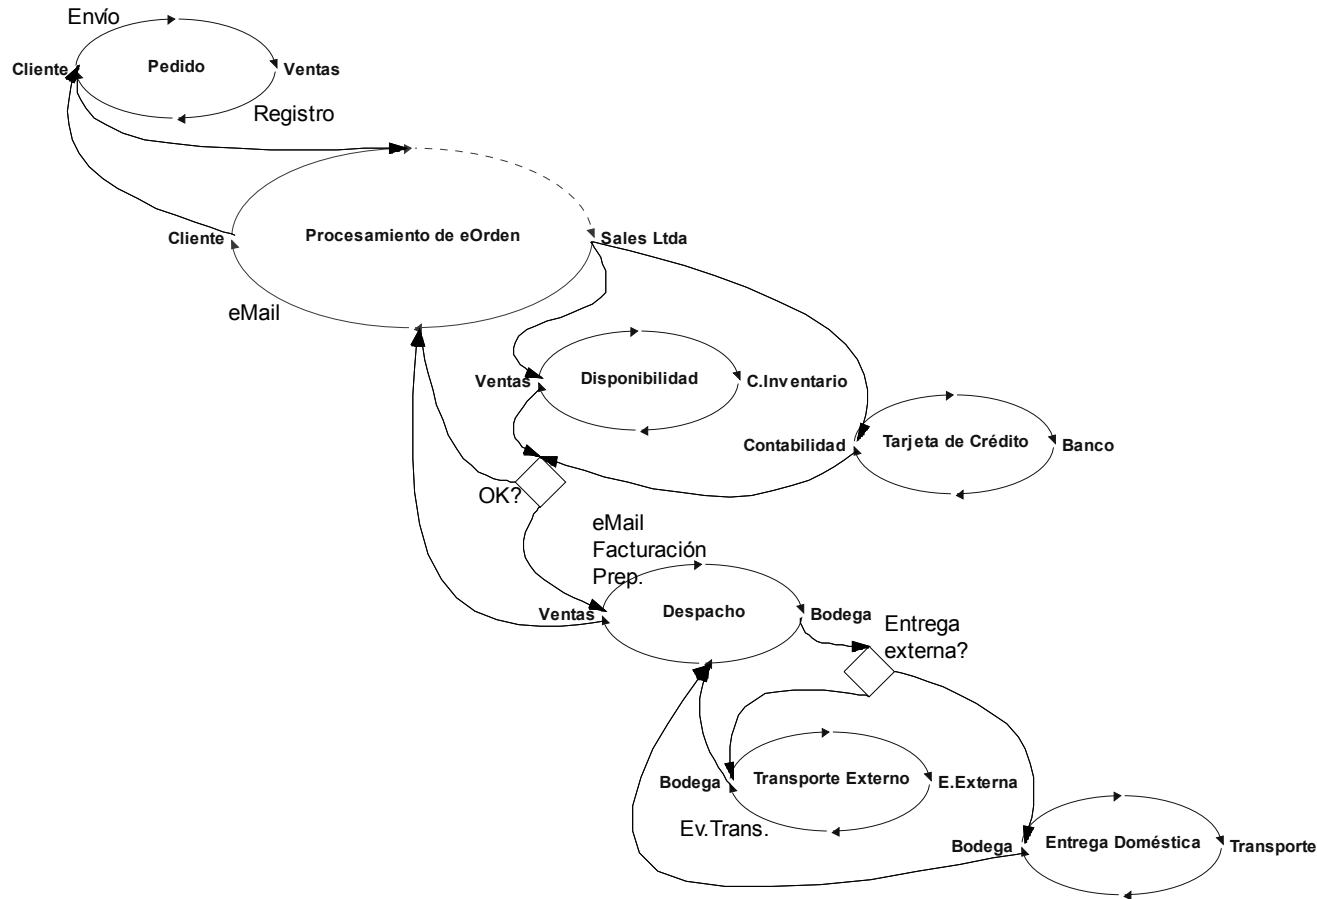 Envío
Cliente
Pedido
Ventas
Registro
Cliente
Procesamiento de eOrden
Sales Ltda
eMail
Ventas
Disponibilidad
C.Inventario
Contabilidad
Tarjeta de Crédito
Banco
OK?
eMail
Facturación
Prep.
Ventas
Despacho
Bodega
Entrega
externa?
Bodega
Transporte Externo
E.Externa
Ev.Trans.
Bodega
Entrega Doméstica
Transporte